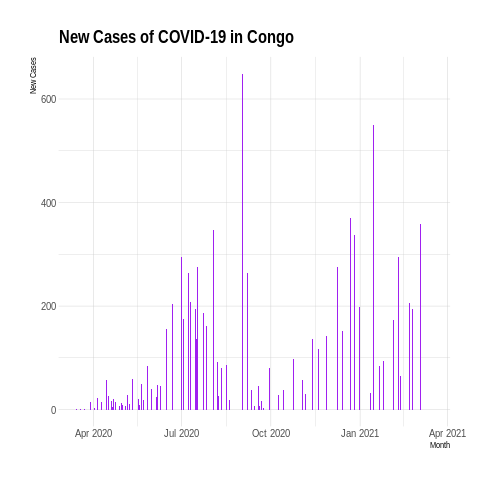 New Cases of COVID-19 in Congo
New Cases
600
400
200
0
Apr 2020
Jul 2020
Oct 2020
Jan 2021
Apr 2021
Month